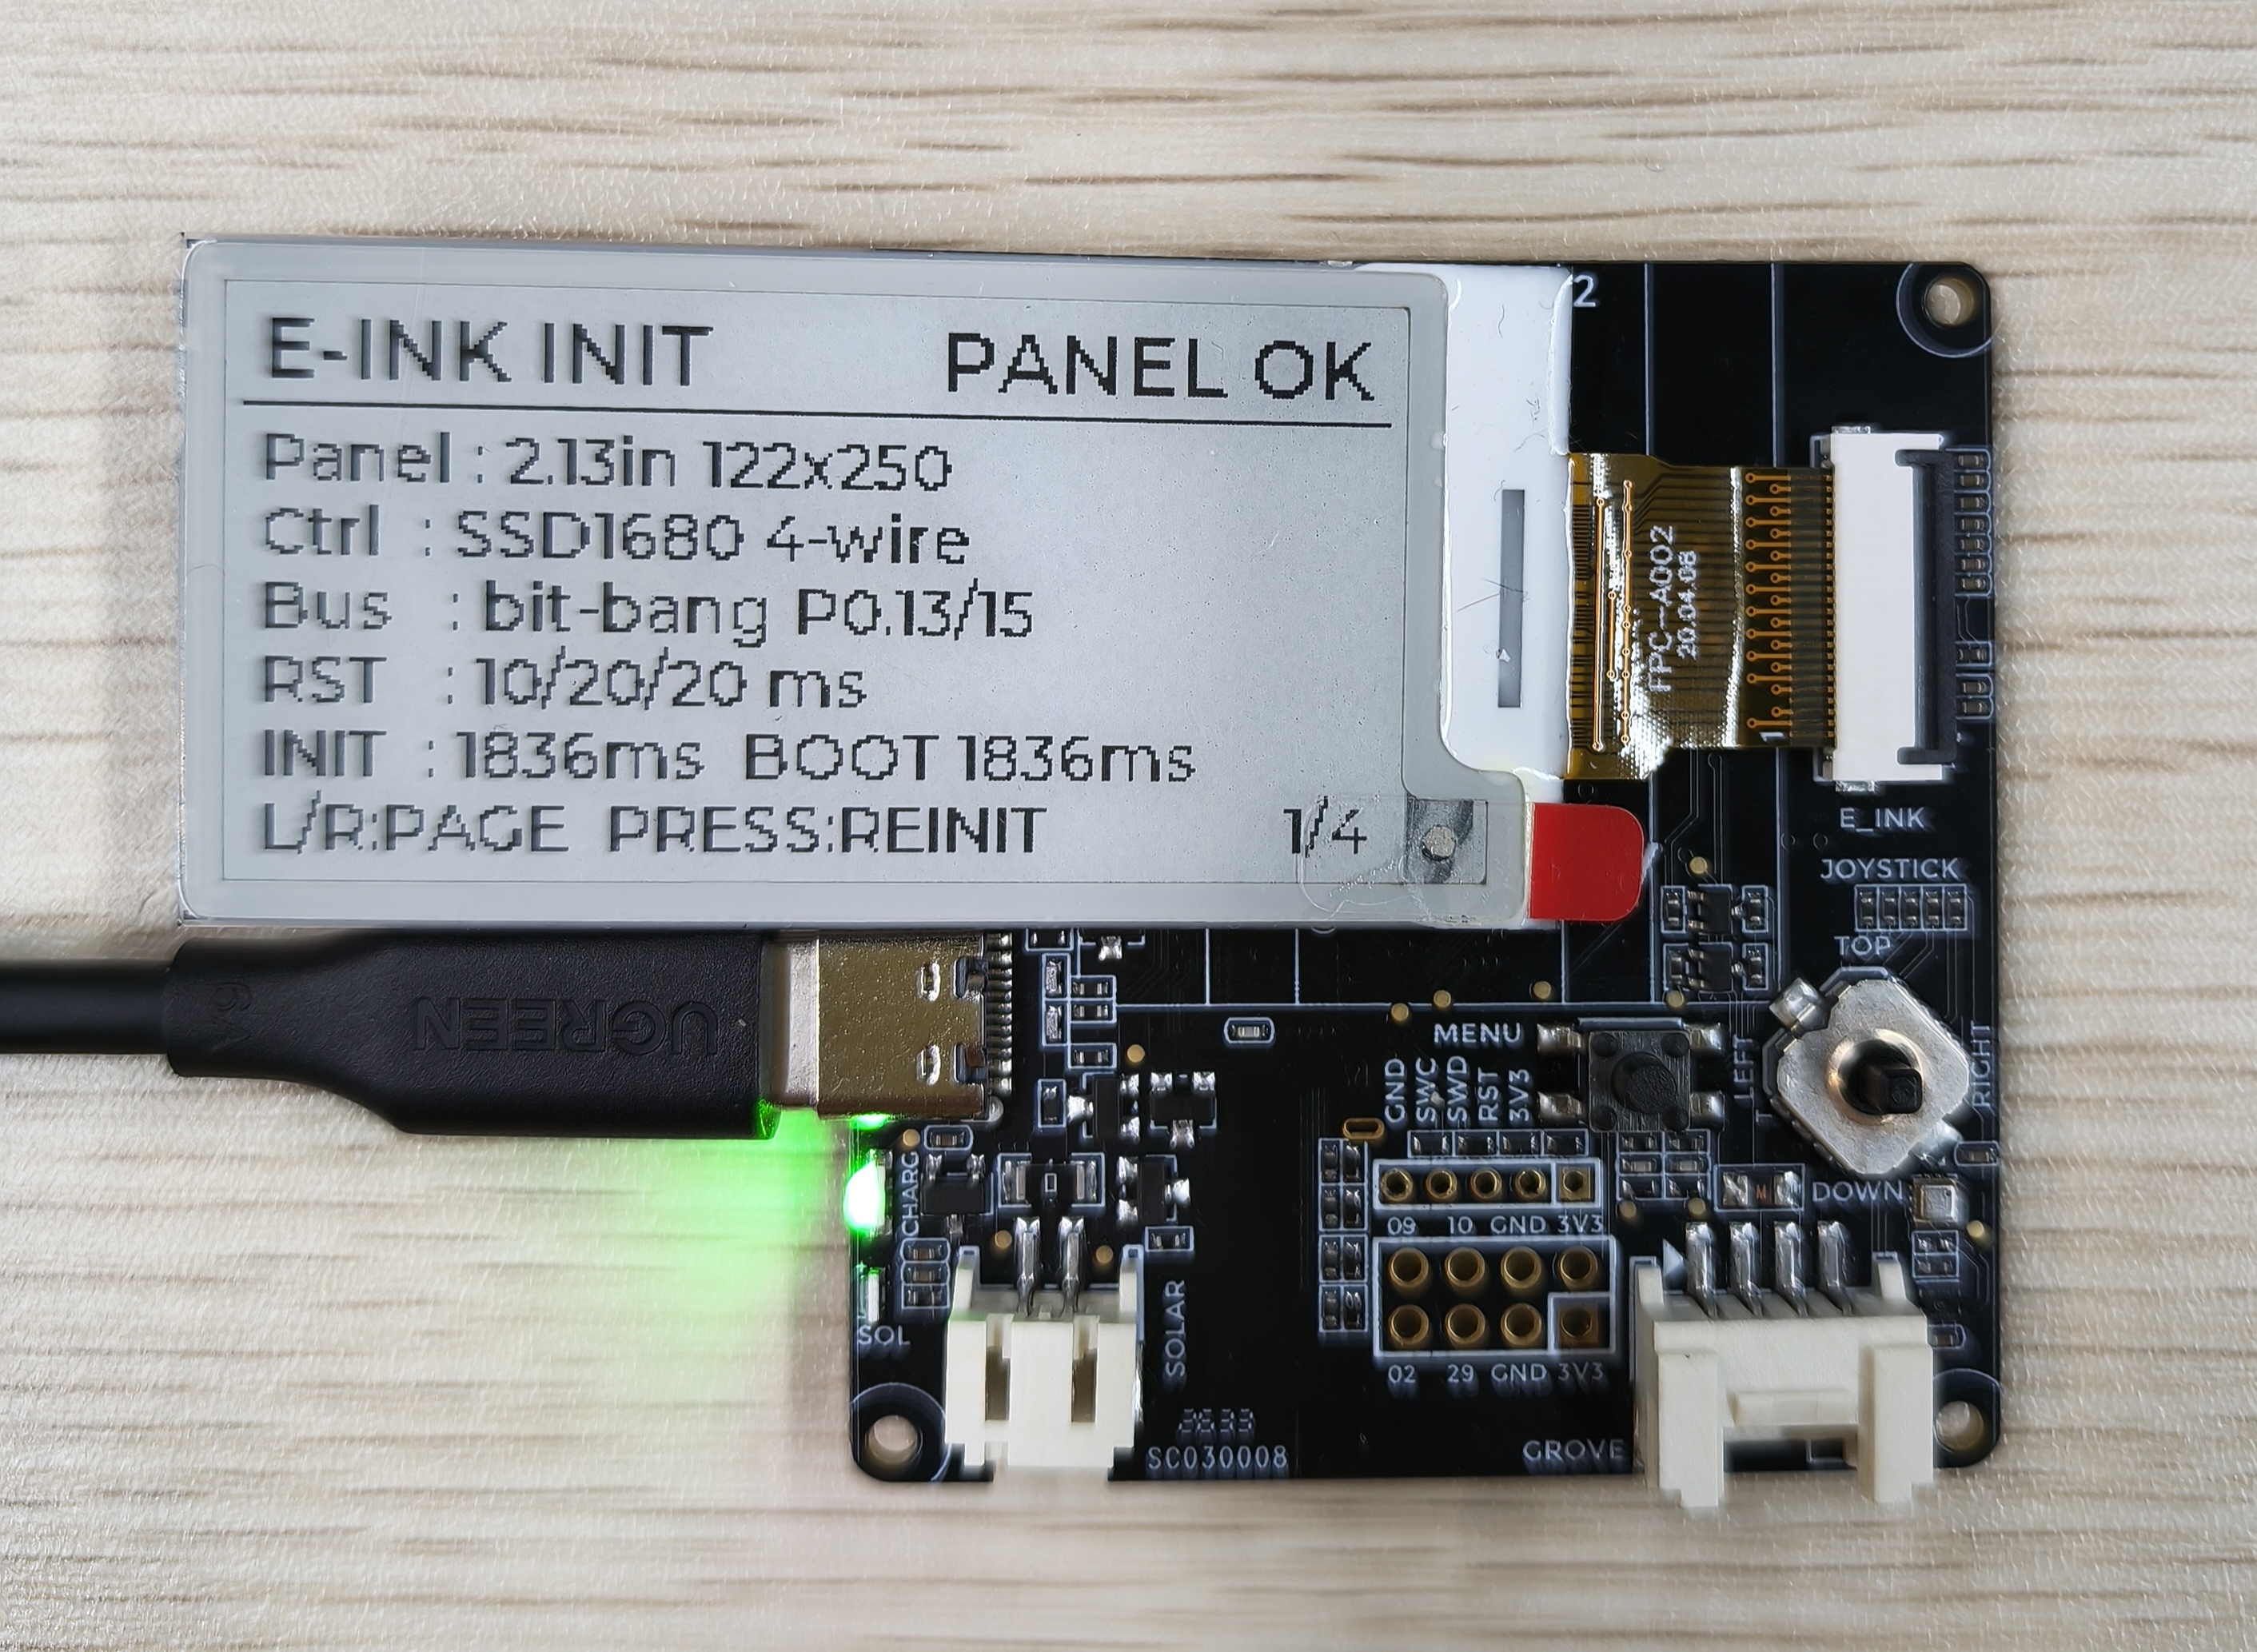 E-INK INIT PANEL OK
Panel : 2.13in 122x250
Ctrl : SSD1680 4-wire
Bus : bit-bang P0.13/15
RST : 10/20/20 ms
INIT : 1836ms BOOT 1836ms
L/R:PAGE PRESS:REINIT 1/4
2
FPC-A002
20.04.08
1
E_INK
JOYSTICK
TOP
UGREEN
MENU
LEFT
RIGHT
GND
SWC
SWD
RST
3V3
CHARG
DOWN
09 10 GND 3V3
SOL
SOLAR
02 29 GND 3V3
SC030008
GROVE